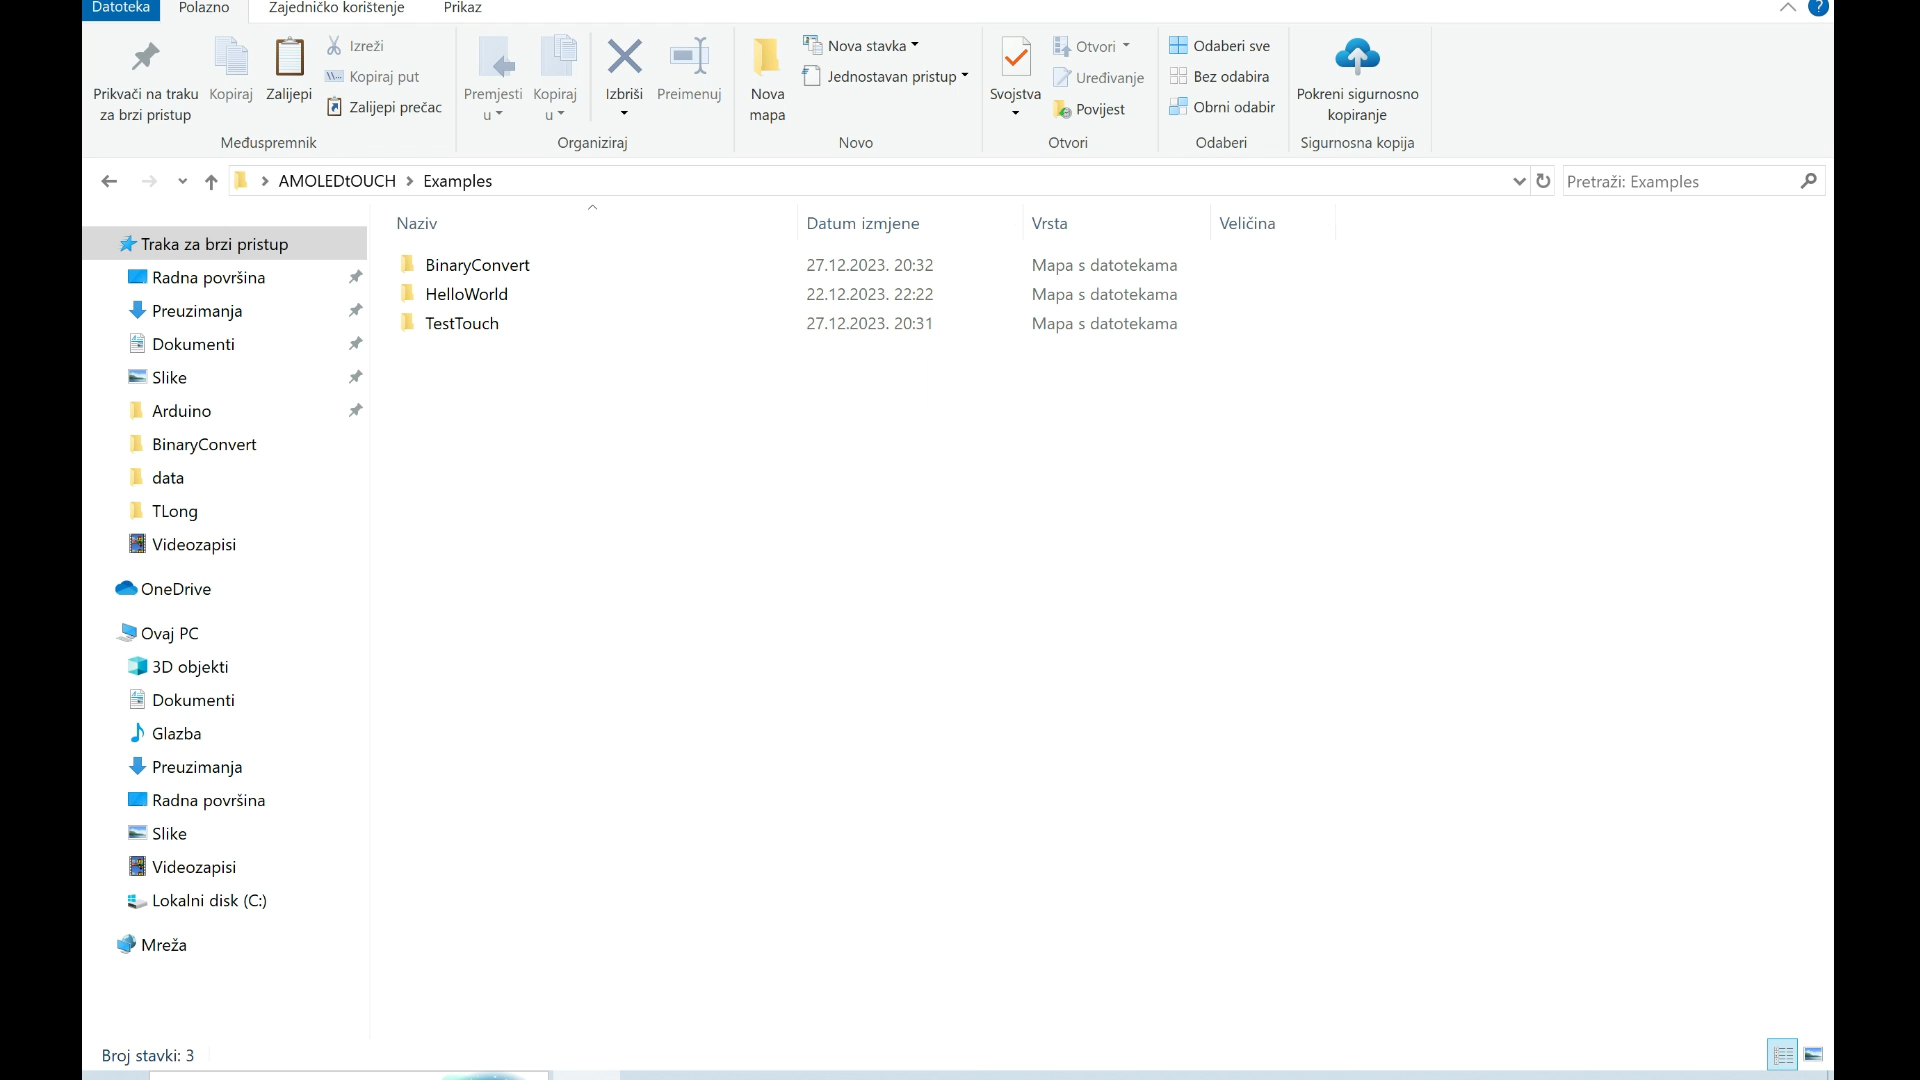 Datoteka Polazno Zajedničko korištenje Prikaz ?
Prikvači na traku za brzi pristup
Kopiraj
Zalijepi
Izreži
Kopiraj put
Zalijepi prečac
Međuspremnik
Premjesti u
Kopiraj u
Izbriši
Preimenuj
Organiziraj
Nova mapa
Nova stavka
Jednostavan pristup
Novo
Svojstva
Otvori
Uređivanje
Povijest
Otvori
Odaberi sve
Bez odabira
Obrni odabir
Odaberi
Pokreni sigurnosno kopiranje
Sigurnosna kopija
AMOLEDtOUCH Examples
Pretraži: Examples
Naziv Datum izmjene Vrsta Veličina
BinaryConvert 27.12.2023. 20:32 Mapa s datotekama
HelloWorld 22.12.2023. 22:22 Mapa s datotekama
TestTouch 27.12.2023. 20:31 Mapa s datotekama
Traka za brzi pristup
Radna površina
Preuzimanja
Dokumenti
Slike
Arduino
BinaryConvert
data
TLong
Videozapisi
OneDrive
Ovaj PC
3D objekti
Dokumenti
Glazba
Preuzimanja
Radna površina
Slike
Videozapisi
Lokalni disk (C:)
Mreža
Broj stavki: 3